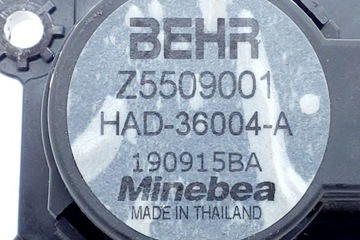 BEHR
Z5509001
HAD-36004-A
190915BA
Minebea
MADE IN THAILAND